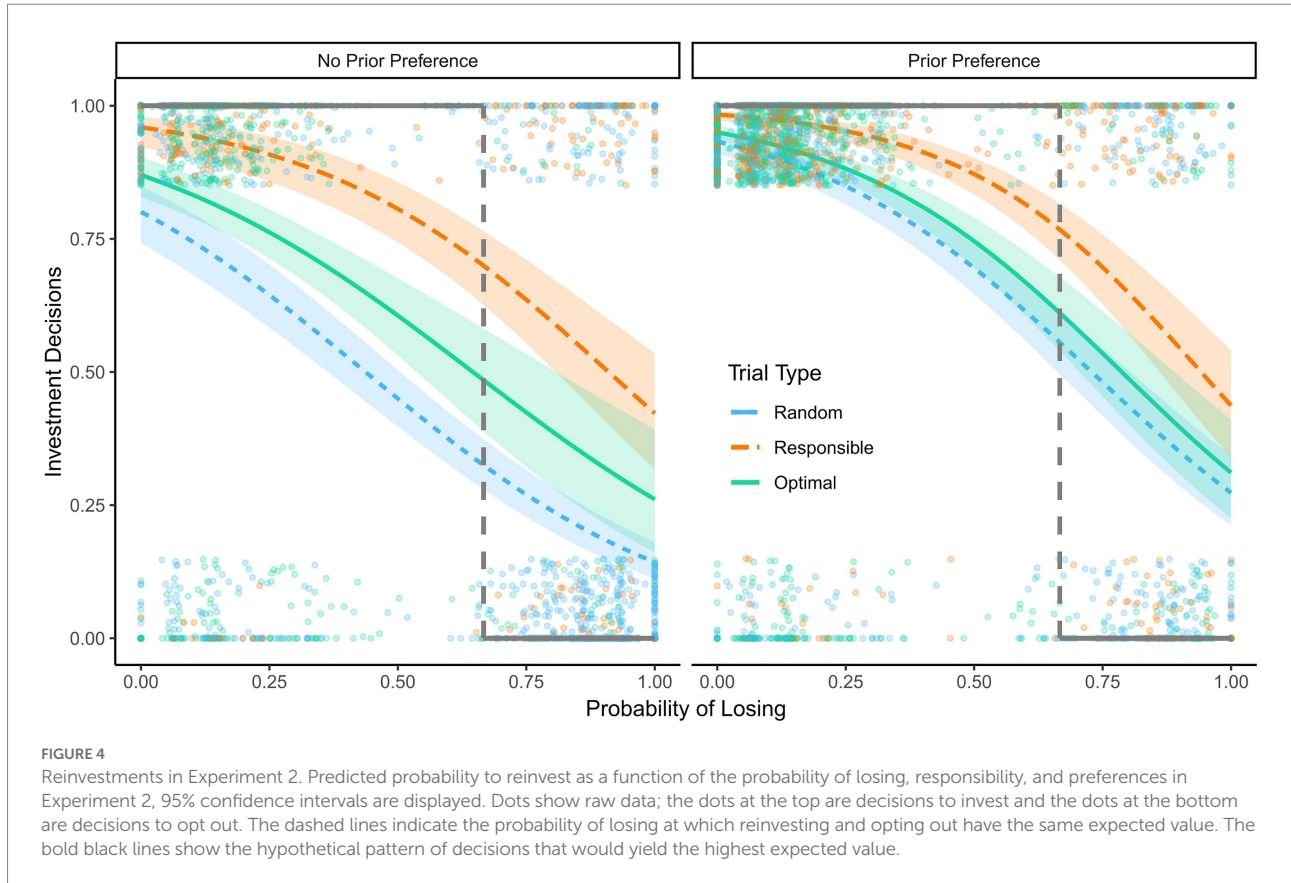 No Prior Preference
Prior Preference
1.00
0.75
0.50
0.25
0.00
Investment Decisions
Trial Type
Random
Responsible
Optimal
0.00 0.25 0.50 0.75 1.00
0.00 0.25 0.50 0.75 1.00
Probability of Losing
FIGURE 4
Reinvestments in Experiment 2. Predicted probability to reinvest as a function of the probability of losing, responsibility, and preferences in
Experiment 2, 95% confidence intervals are displayed. Dots show raw data; the dots at the top are decisions to invest and the dots at the bottom
are decisions to opt out. The dashed lines indicate the probability of losing at which reinvesting and opting out have the same expected value. The
bold black lines show the hypothetical pattern of decisions that would yield the highest expected value.